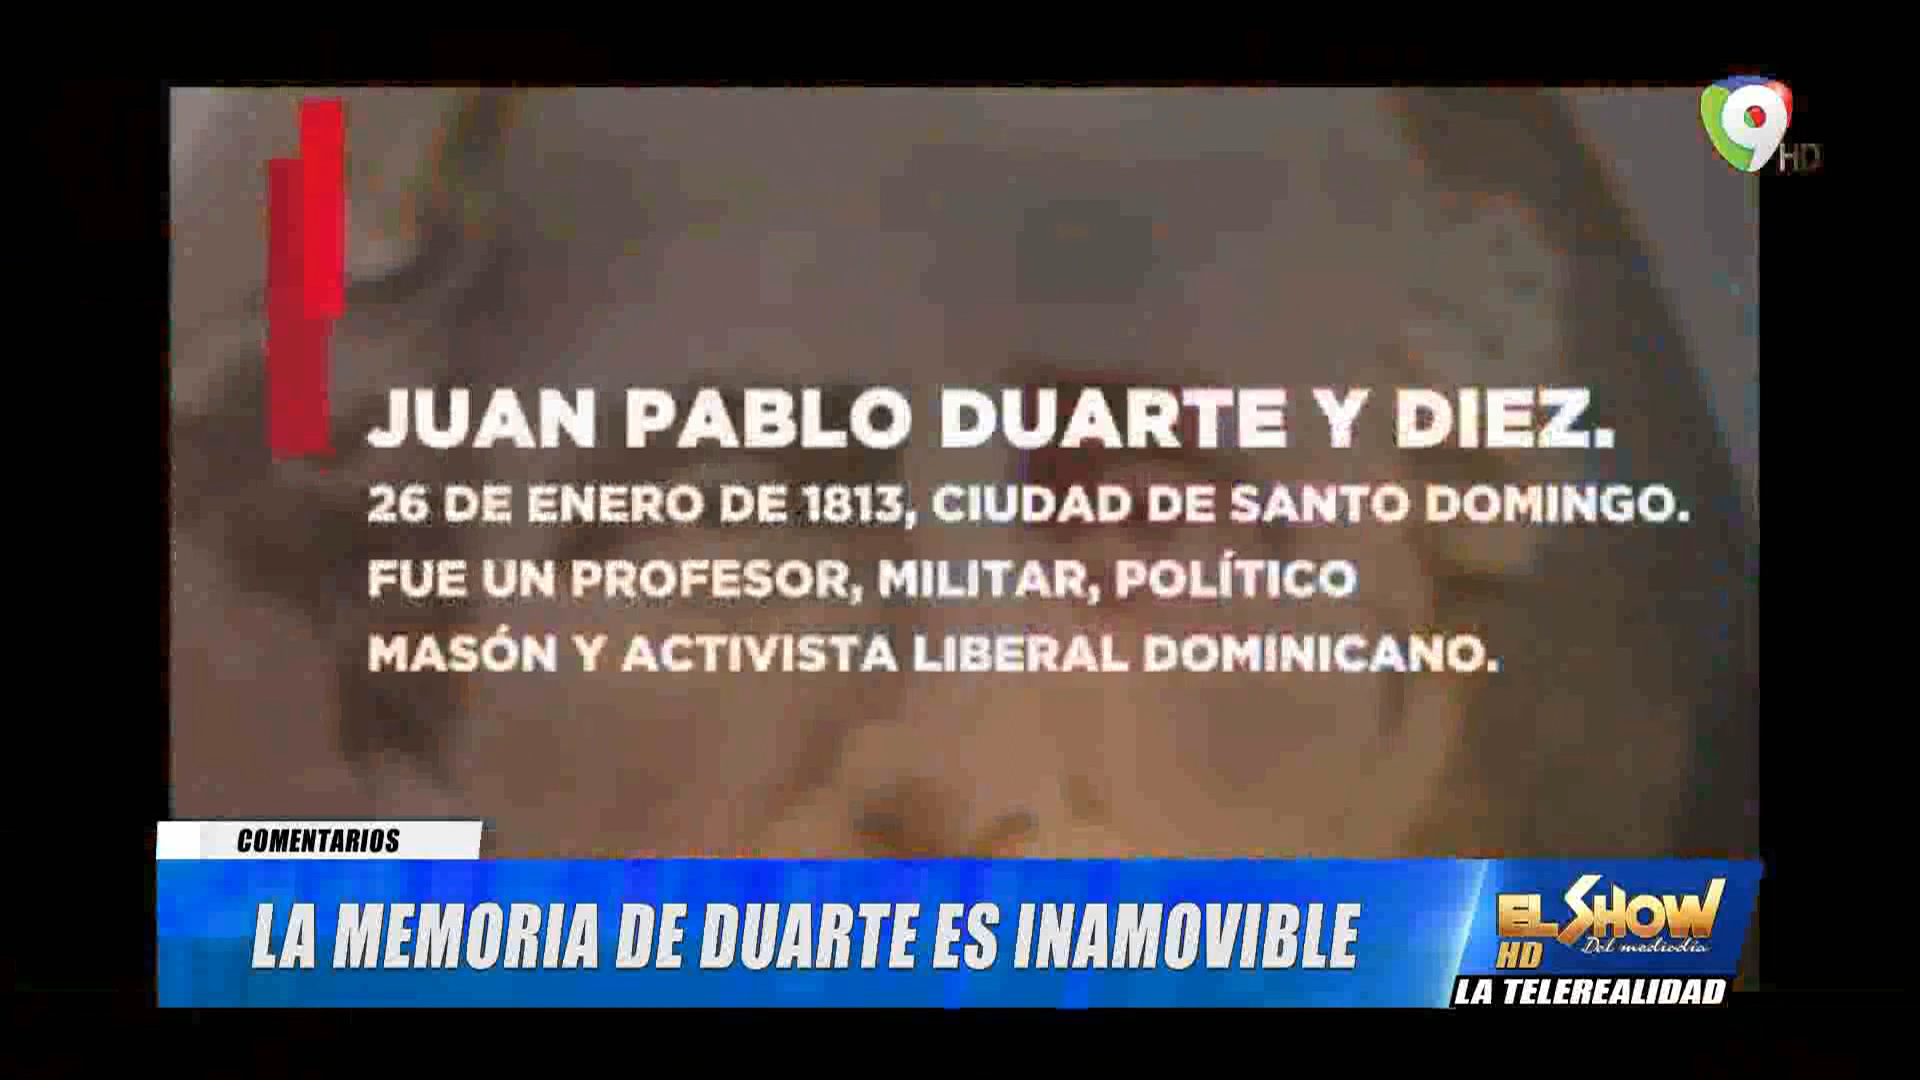 9
HD
JUAN PABLO DUARTE Y DIEZ.
26 DE ENERO DE 1813, CIUDAD DE SANTO DOMINGO.
FUE UN PROFESOR, MILITAR, POLÍTICO
MASÓN Y ACTIVISTA LIBERAL DOMINICANO.
COMENTARIOS
LA MEMORIA DE DUARTE ES INAMOVIBLE
EL SHOW
Del mediodía
HD
LA TELEREALIDAD